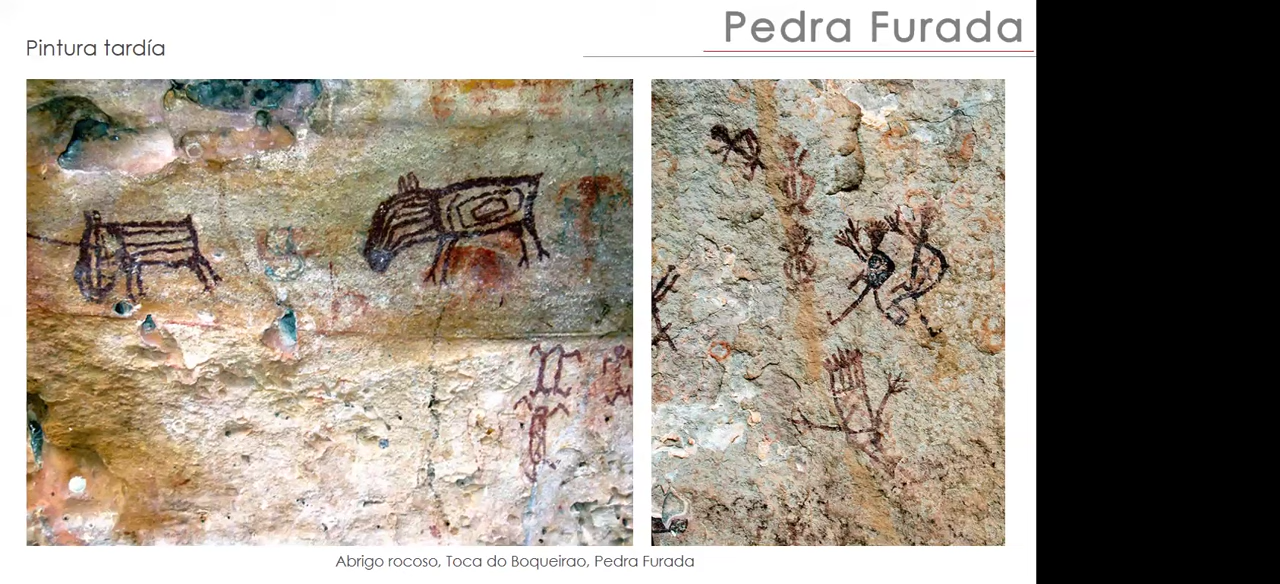 Pedra Furada
Pintura tardía
Abrigo rocoso, Toca do Boqueirao, Pedra Furada